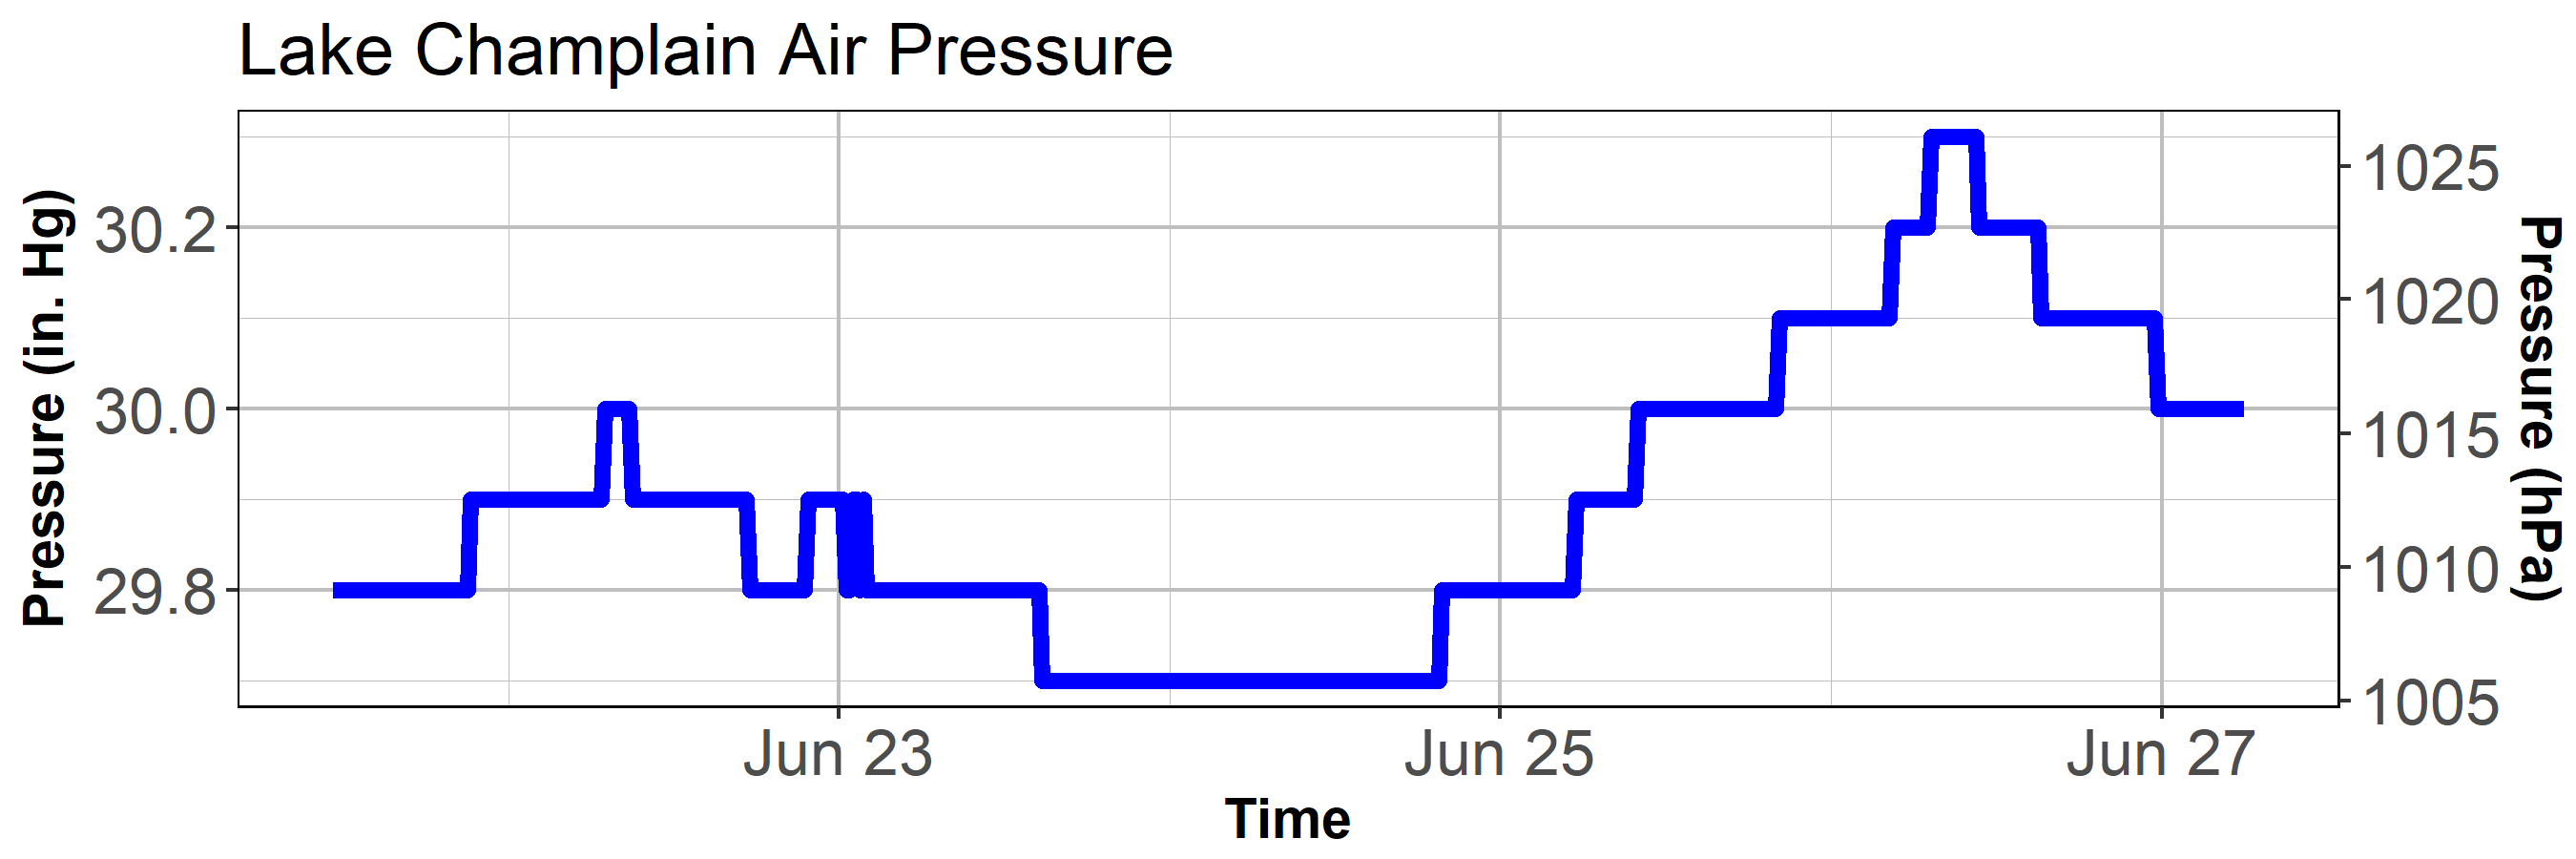 Lake Champlain Air Pressure
Pressure (in. Hg)
30.2
30.0
29.8
1025
1020
1015
1010
1005
Pressure (hPa)
Jun 23
Jun 25
Jun 27
Time